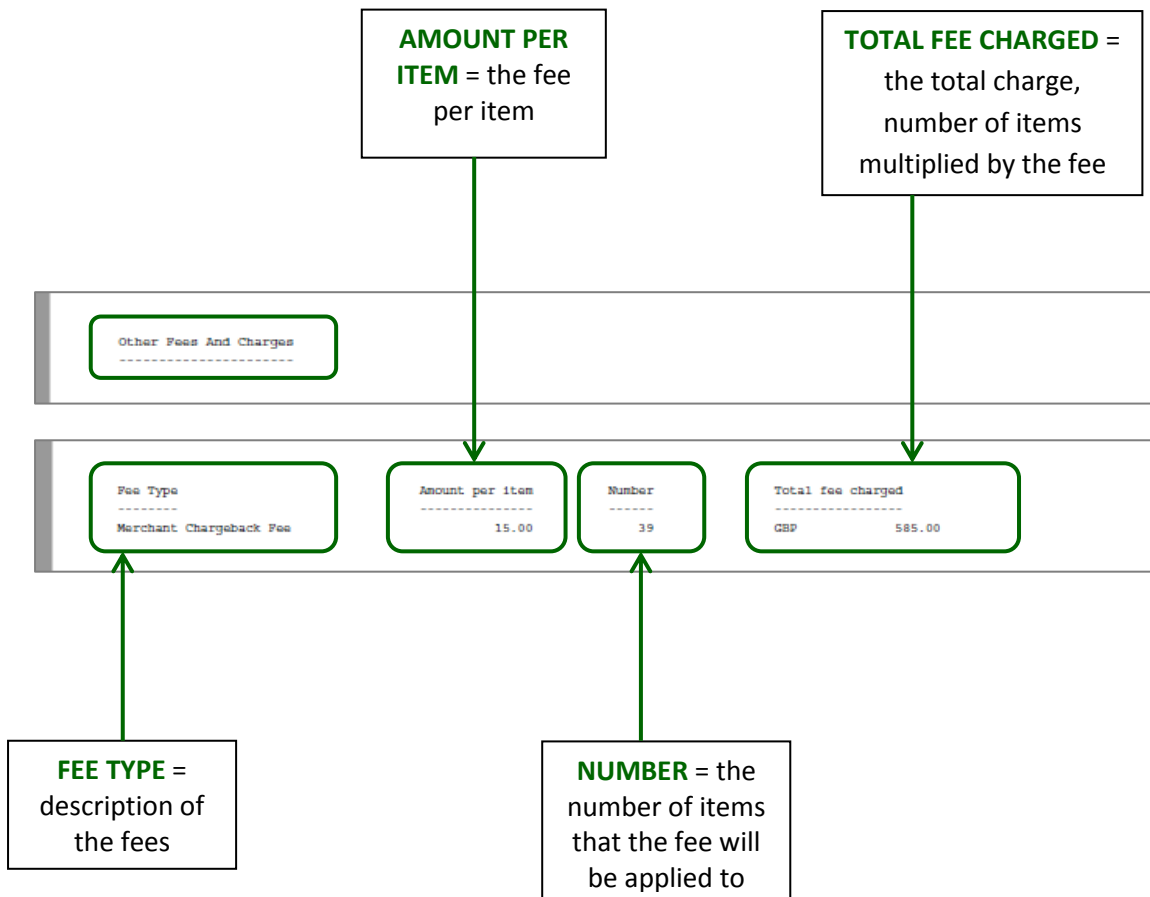 AMOUNT PER
ITEM = the fee
per item
TOTAL FEE CHARGED =
the total charge,
number of items
multiplied by the fee
Other Fees And Charges
----------------------
Fee Type Amount per item Number Total fee charged
-------- --------------- ------ -----------------
Merchant Chargeback Fee 15.00 39 GBP 585.00
FEE TYPE =
description of
the fees
NUMBER = the
number of items
that the fee will
be applied to